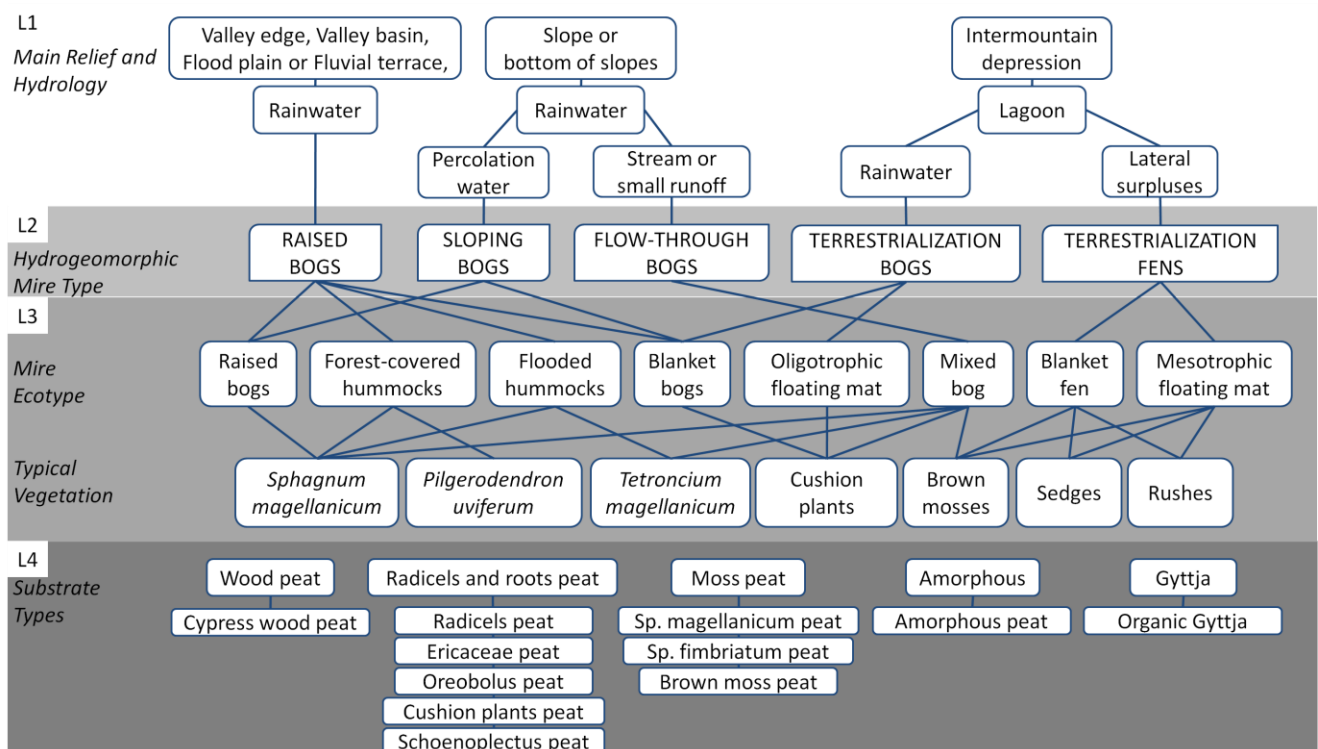 L1
Main Relief and
Hydrology
Valley edge, Valley basin,
Flood plain or Fluvial terrace,
Slope or
bottom of slopes
Intermountain
depression
Rainwater
Rainwater
Lagoon
Percolation
water
Stream or
small runoff
Rainwater
Lateral
surpluses
L2
Hydrogeomorphic
Mire Type
RAISED
BOGS
SLOPING
BOGS
FLOW-THROUGH
BOGS
TERRESTRIALIZATION
BOGS
TERRESTRIALIZATION
FENS
L3
Mire
Ecotype
Raised
bogs
Forest-covered
hummocks
Flooded
hummocks
Blanket
bogs
Oligotrophic
floating mat
Mixed
bog
Blanket
fen
Mesotrophic
floating mat
Typical
Vegetation
Sphagnum
magellanicum
Pilgerodendron
uviferum
Tetroncium
magellanicum
Cushion
plants
Brown
mosses
Sedges
Rushes
L4
Substrate
Types
Wood peat
Cypress wood peat
Radicels and roots peat
Radicels peat
Ericaceae peat
Oreobolus peat
Cushion plants peat
Schoenoplectus peat
Moss peat
Sp. magellanicum peat
Sp. fimbriatum peat
Brown moss peat
Amorphous
Amorphous peat
Gyttja
Organic Gyttja